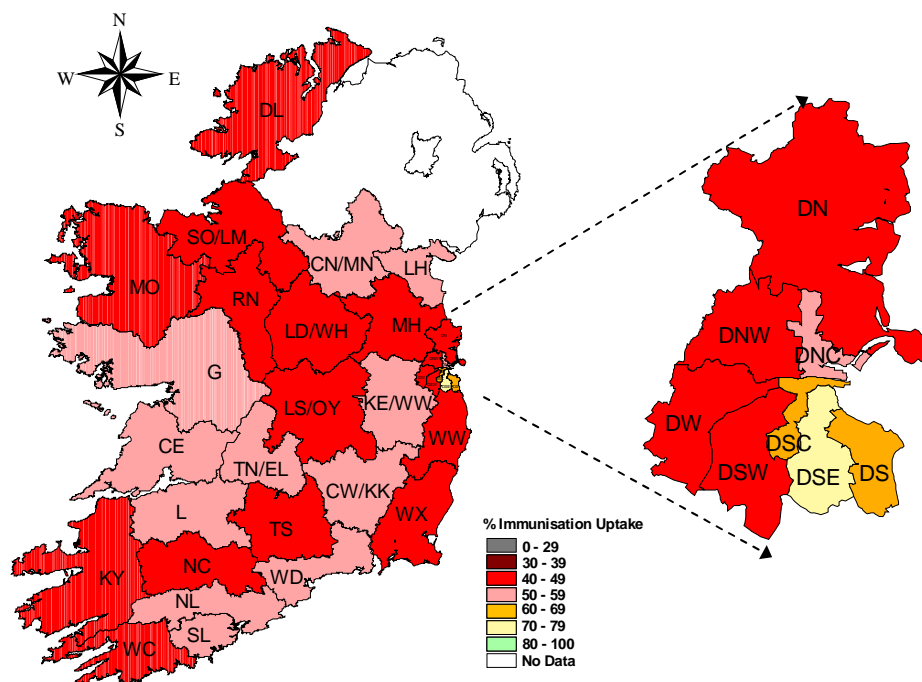 N
W E
S
DL
SO/LM
CN/MN
LH
MO
RN
LD/WH
MH
G
LS/OY
KE/WW
WW
CE
TN/EL
CW/KK
L
TS
WX
KY
NC
WD
NL
SL
WC
DN
DNW
DNC
DW
DSC
DSW
DSE
DS
% Immunisation Uptake
0 - 29
30 - 39
40 - 49
50 - 59
60 - 69
70 - 79
80 - 100
No Data